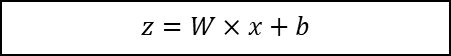 z = W × x + b